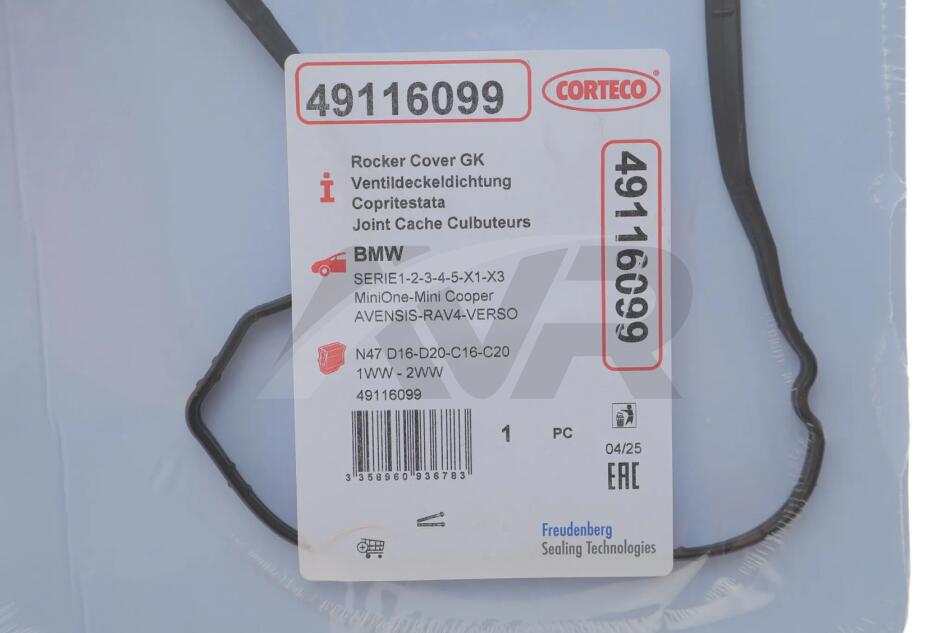 49116099
CORTECO®
Rocker Cover GK
Ventildeckeldichtung
Copritestata
Joint Cache Culbuteurs
49116099
BMW
SERIE1-2-3-4-5-X1-X3
MiniOne-Mini Cooper
AVENSIS-RAV4-VERSO
AVR
N47 D16-D20-C16-C20
1WW - 2WW
49116099
1 PC
3 358960 936783
04/25
EAC
Freudenberg
Sealing Technologies